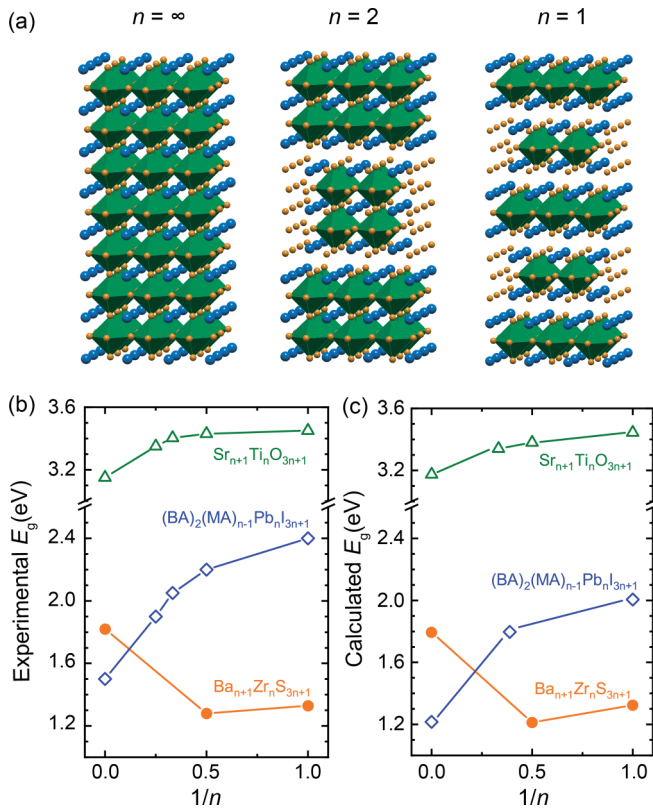 (a)
n = ∞
n = 2
n = 1
(b)
3.6
3.2
2.4
2.0
1.6
1.2
Experimental E_g(eV)
Sr_{n+1}Ti_nO_{3n+1}
(BA)_2(MA)_{n-1}Pb_nI_{3n+1}
Ba_{n+1}Zr_nS_{3n+1}
0.0 0.5 1.0
1/n
(c)
3.6
3.2
2.4
2.0
1.6
1.2
Calculated E_g(eV)
Sr_{n+1}Ti_nO_{3n+1}
(BA)_2(MA)_{n-1}Pb_nI_{3n+1}
Ba_{n+1}Zr_nS_{3n+1}
0.0 0.5 1.0
1/n